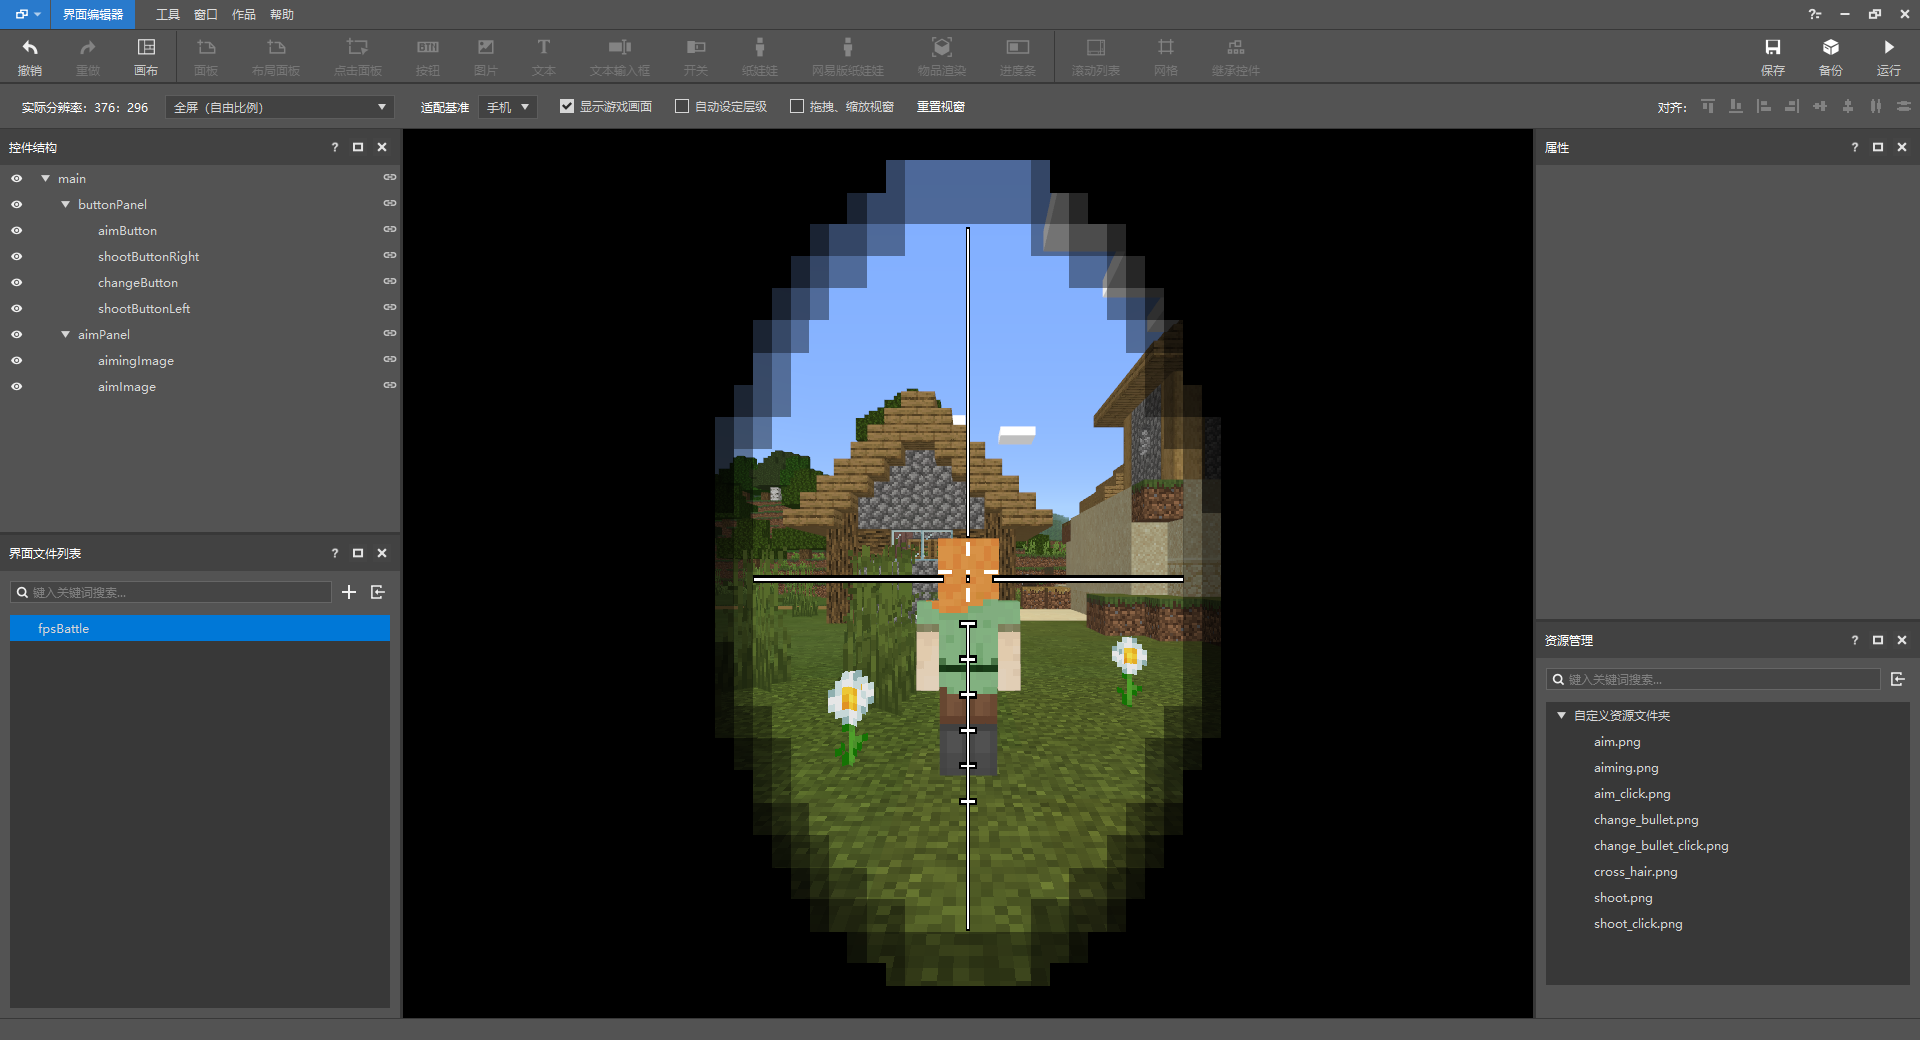 界面编辑器 工具 窗口 作品 帮助
撤销 重做 画布 面板 布局面板 点击面板 按钮 图片 文本 文本输入框 开关 纸娃娃 网易版纸娃娃 物品渲染 进度条 滚动列表 网格 继承控件 保存 备份 运行
BTN
实际分辨率：376：296 全屏（自由比例） 适配基准 手机 显示游戏画面 自动设定层级 拖拽、缩放视窗 重置视窗 对齐：
控件结构
main
buttonPanel
aimButton
shootButtonRight
changeButton
shootButtonLeft
aimPanel
aimingImage
aimImage
界面文件列表
键入关键词搜索...
fpsBattle
属性
资源管理
键入关键词搜索...
自定义资源文件夹
aim.png
aiming.png
aim_click.png
change_bullet.png
change_bullet_click.png
cross_hair.png
shoot.png
shoot_click.png